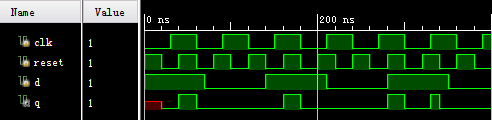 Name Value 0 ns 200 ns
clk 1
reset 1
d 1
q 1